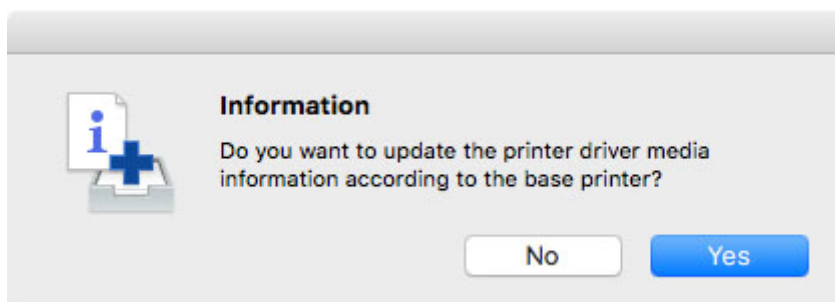 Information
Do you want to update the printer driver media
information according to the base printer?
No
Yes